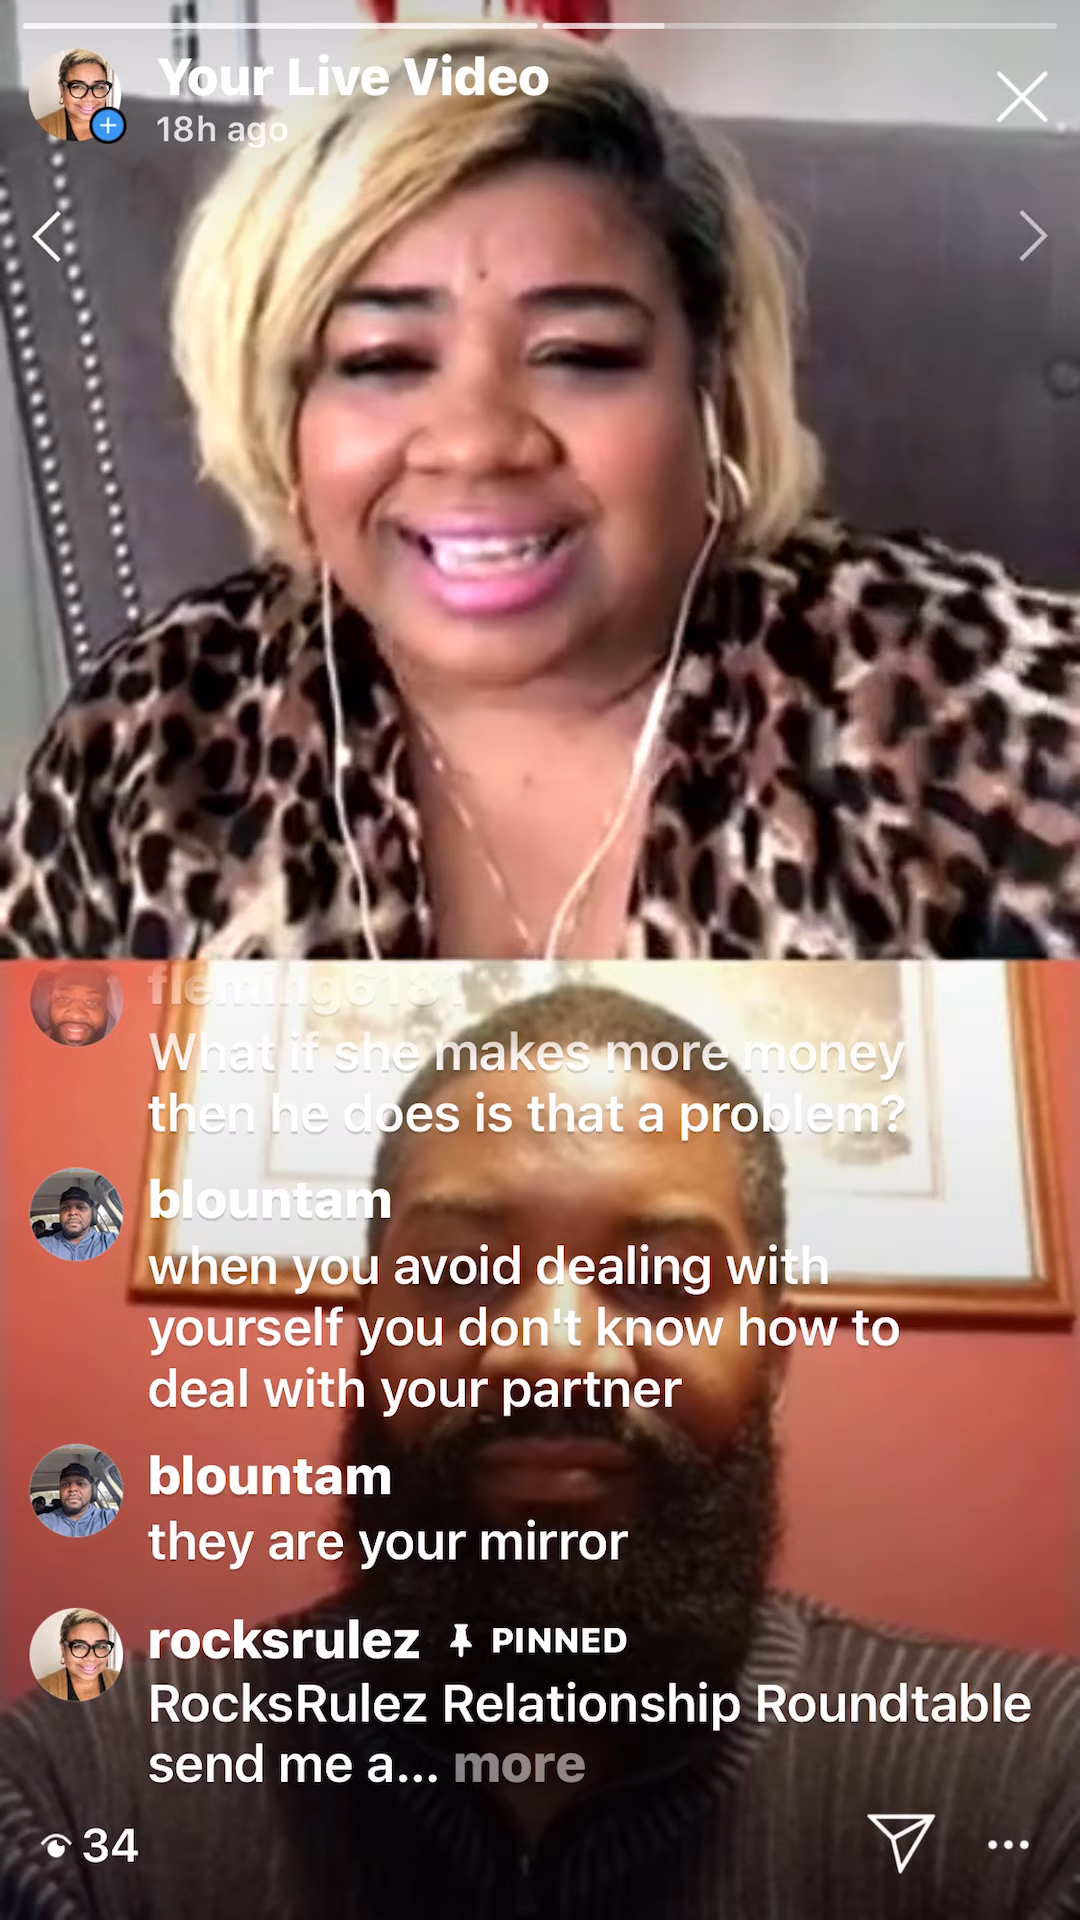 Your Live Video
18h ago
fleming6181
What if she makes more money
then he does is that a problem?
blountam
when you avoid dealing with
yourself you don't know how to
deal with your partner
blountam
they are your mirror
rocksrulez PINNED
RocksRulez Relationship Roundtable
send me a... more
34